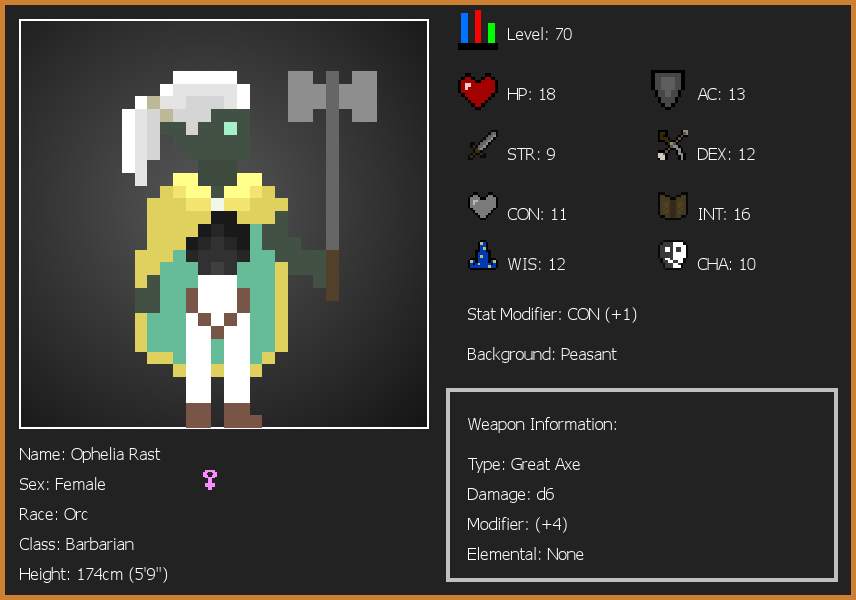 Level: 70
HP: 18
AC: 13
STR: 9
DEX: 12
CON: 11
INT: 16
WIS: 12
CHA: 10
Stat Modifier: CON (+1)
Background: Peasant
Weapon Information:
Type: Great Axe
Damage: d6
Modifier: (+4)
Elemental: None
Name: Ophelia Rast
Sex: Female
Race: Orc
Class: Barbarian
Height: 174cm (5'9")